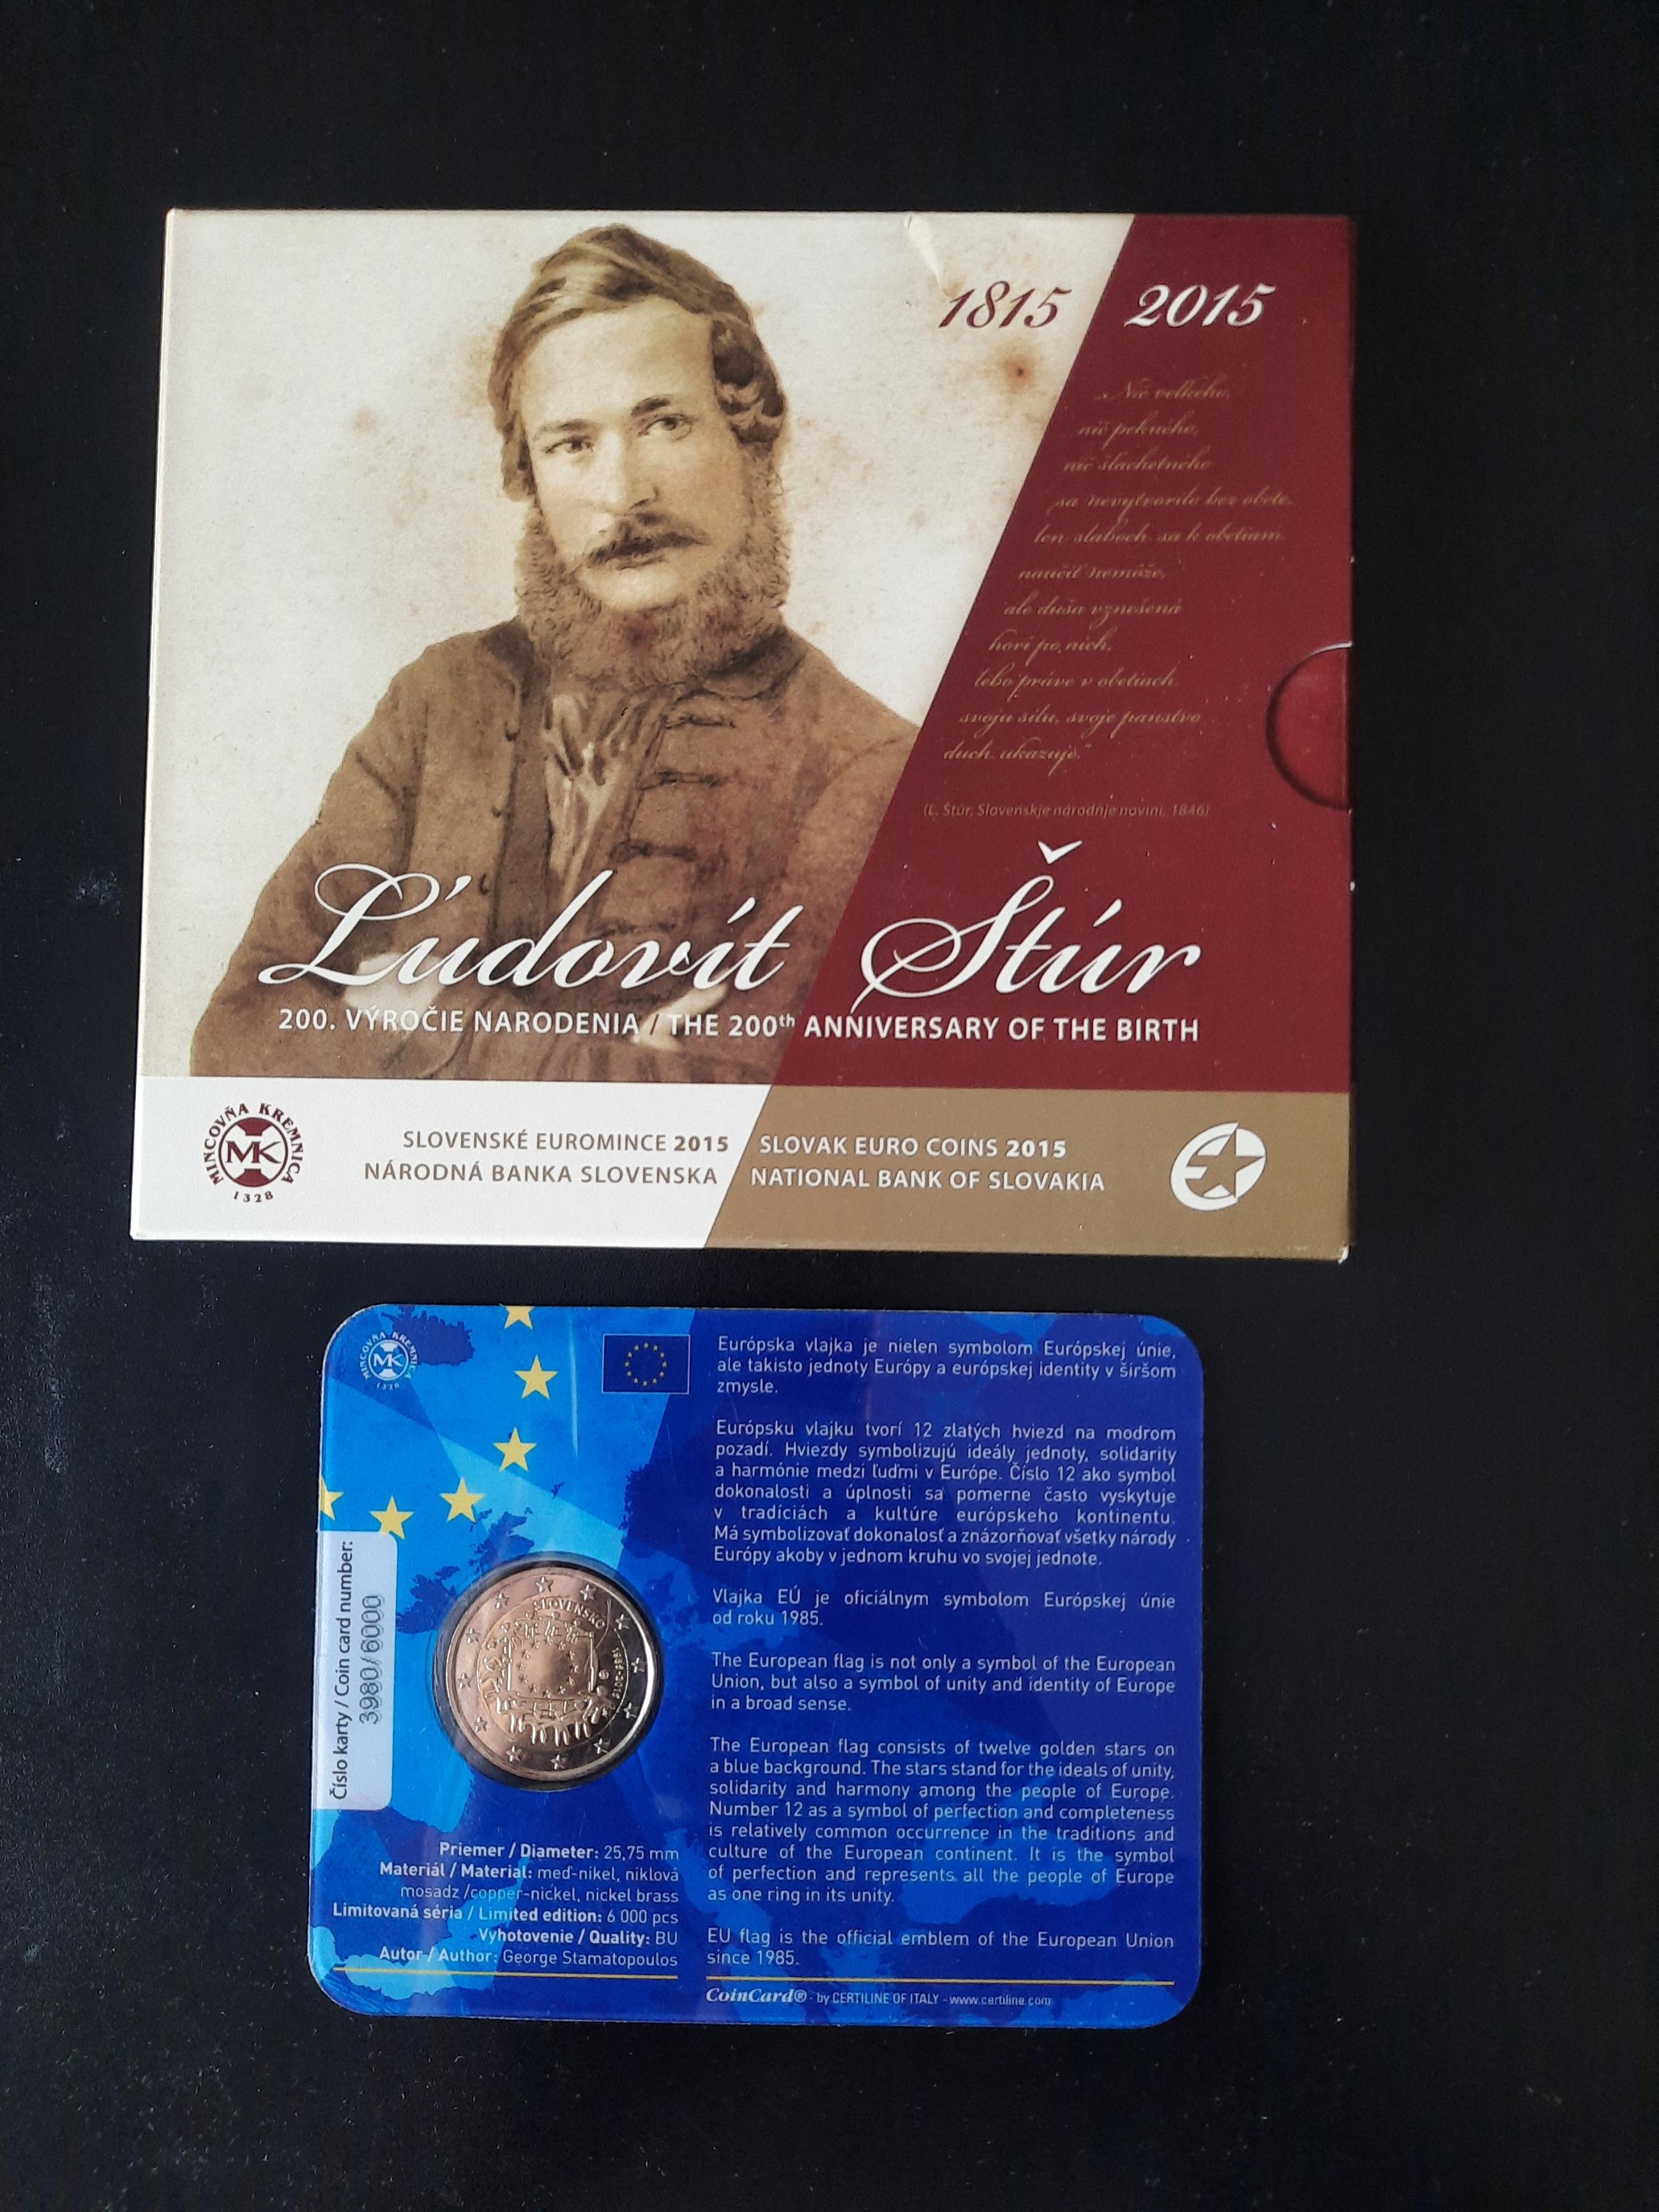 1815
2015
„Nič veľkého,
nič pekného,
nič šľachetného
sa nevytvorilo bez obete,
len slaboch sa k obetiam
naučiť nemôže,
ale duša vznešená
horí po nich,
lebo práve v obetiach
svoju silu, svoje panstvo
duch ukazuje.“
(Ľ. Štúr, Slovenskje národňje novini, 1846)
Ľudovít Štúr
200. VÝROČIE NARODENIA / THE 200th ANNIVERSARY OF THE BIRTH
MINCOVŇA KREMNICA
MK
1328
SLOVENSKÉ EUROMINCE 2015
NÁRODNÁ BANKA SLOVENSKA
SLOVAK EURO COINS 2015
NATIONAL BANK OF SLOVAKIA
MINCOVŇA KREMNICA
MK
1328
Číslo karty / Coin card number:
3980/6000
SLOVENSKO
1985-2015
Priemer / Diameter: 25,75 mm
Materiál / Material: meď-nikel, niklová
mosadz /copper-nickel, nickel brass
Limitovaná séria / Limited edition: 6 000 pcs
Vyhotovenie / Quality: BU
Autor / Author: George Stamatopoulos
Európska vlajka je nielen symbolom Európskej únie,
ale takisto jednoty Európy a európskej identity v širšom
zmysle.
Európsku vlajku tvorí 12 zlatých hviezd na modrom
pozadí. Hviezdy symbolizujú ideály jednoty, solidarity
a harmónie medzi ľuďmi v Európe. Číslo 12 ako symbol
dokonalosti a úplnosti sa pomerne často vyskytuje
v tradíciách a kultúre európskeho kontinentu.
Má symbolizovať dokonalosť a znázorňovať všetky národy
Európy akoby v jednom kruhu vo svojej jednote.
Vlajka EÚ je oficiálnym symbolom Európskej únie
od roku 1985.
The European flag is not only a symbol of the European
Union, but also a symbol of unity and identity of Europe
in a broad sense.
The European flag consists of twelve golden stars on
a blue background. The stars stand for the ideals of unity,
solidarity and harmony among the people of Europe.
Number 12 as a symbol of perfection and completeness
is relatively common occurrence in the traditions and
culture of the European continent. It is the symbol
of perfection and represents all the people of Europe
as one ring in its unity.
EU flag is the official emblem of the European Union
since 1985.
CoinCard® - by CERTILINE OF ITALY - www.certiline.com